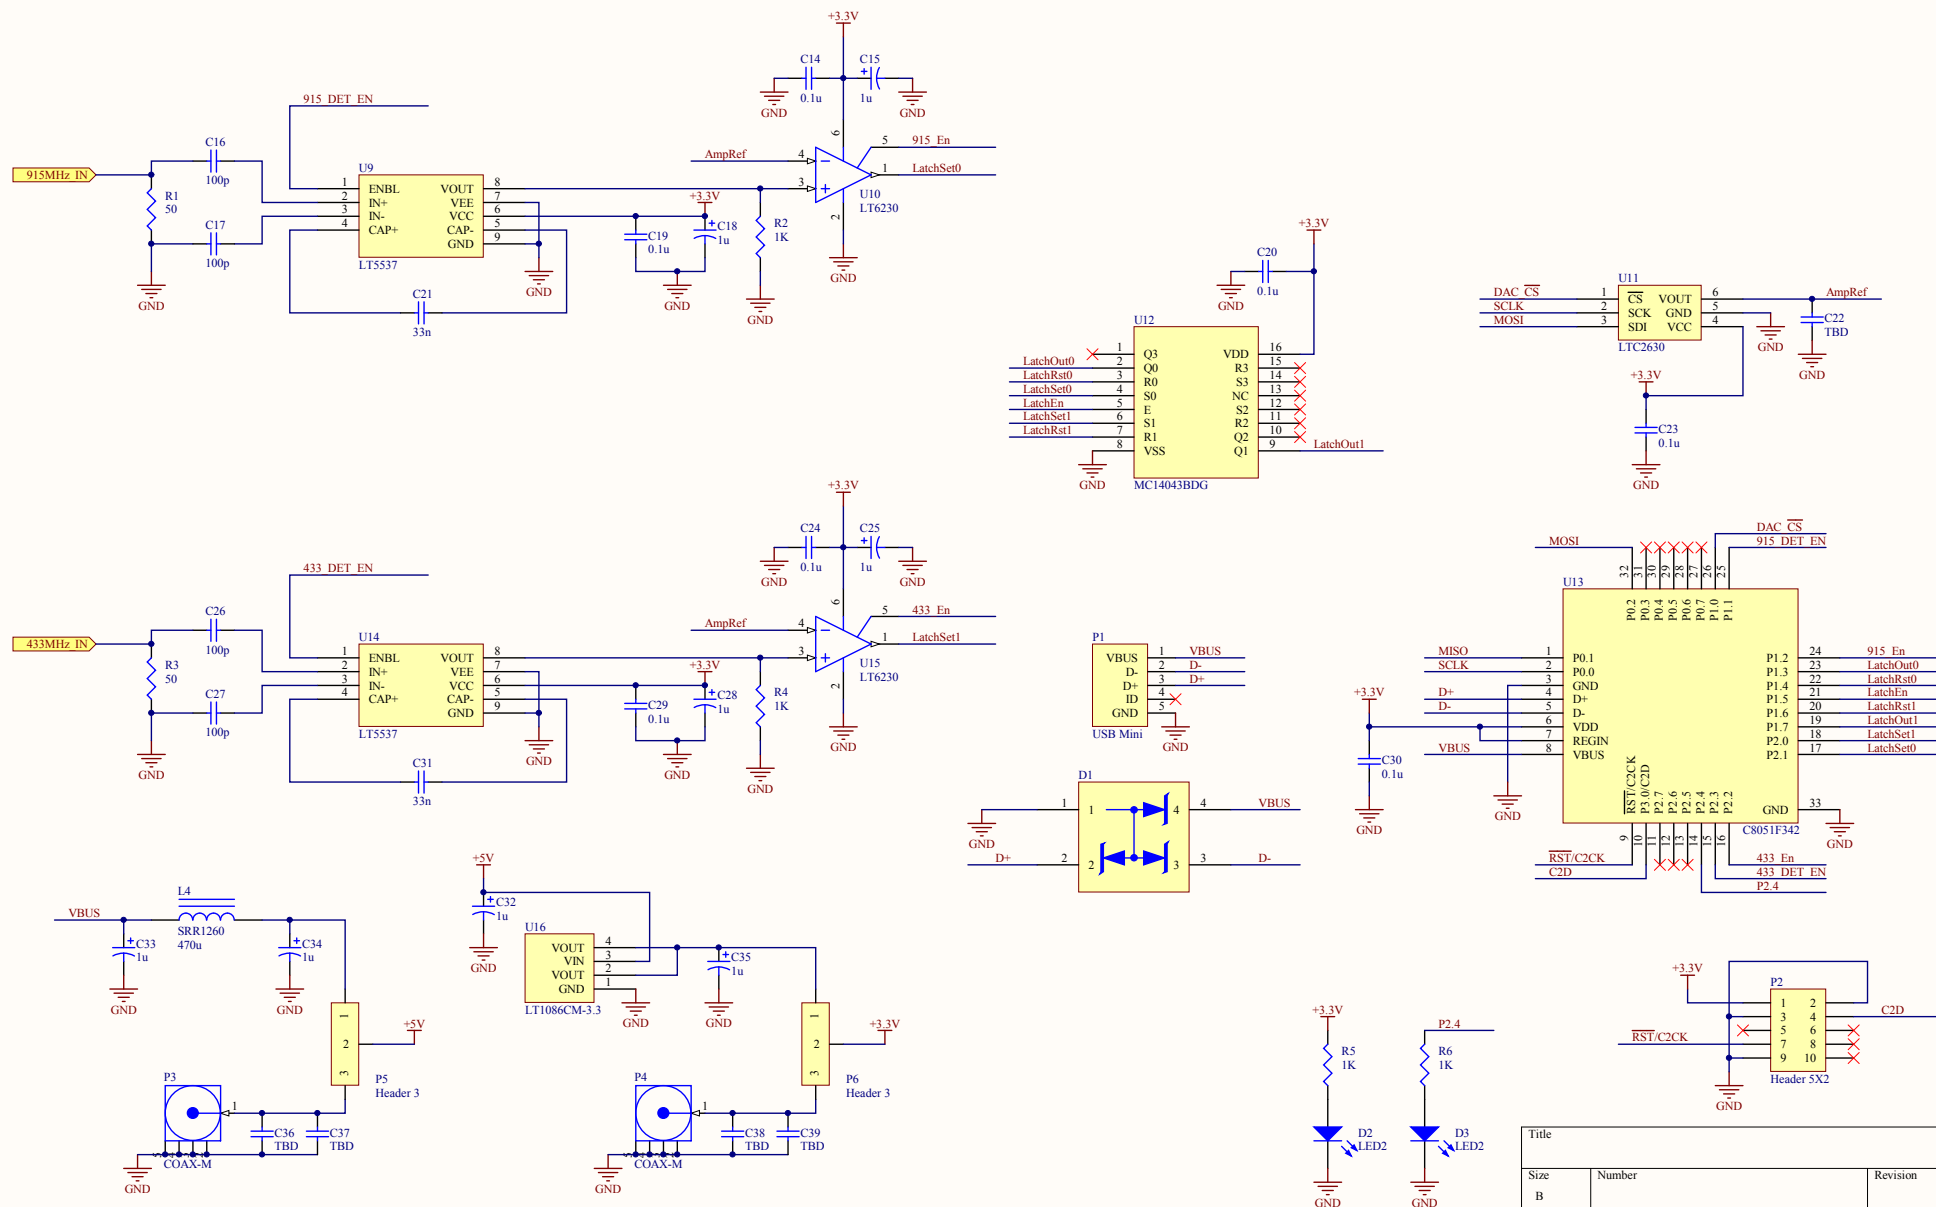 +3.3V
C14
0.1u
C15
1u
GND
GND
915_DET_EN
915MHz_IN
C16
100p
R1
50
C17
100p
GND
U9
1 ENBL VOUT 8
2 IN+ VEE 7
3 IN- VCC 6
4 CAP+ CAP- 5
GND 9
LT5537
C21
33n
GND
C19
0.1u
+3.3V
C18
1u
GND
R2
1K
GND
AmpRef
4
3
6
5
1
2
915_En
LatchSet0
U10
LT6230
GND
+3.3V
C20
0.1u
GND
U12
1 Q3 VDD 16
LatchOut0 2 Q0 R3 15
LatchRst0 3 R0 S3 14
LatchSet0 4 S0 NC 13
LatchEn 5 E S2 12
LatchSet1 6 S1 R2 11
LatchRst1 7 R1 Q2 10
8 VSS Q1 9 LatchOut1
GND
MC14043BDG
U11
DAC_CS 1 CS VOUT 6 AmpRef
SCLK 2 SCK GND 5
MOSI 3 SDI VCC 4
LTC2630
GND
C22
TBD
GND
+3.3V
C23
0.1u
GND
+3.3V
C24
0.1u
C25
1u
GND
GND
433_DET_EN
433MHz_IN
C26
100p
R3
50
C27
100p
GND
U14
1 ENBL VOUT 8
2 IN+ VEE 7
3 IN- VCC 6
4 CAP+ CAP- 5
GND 9
LT5537
C31
33n
GND
C29
0.1u
+3.3V
C28
1u
GND
R4
1K
GND
AmpRef
4
3
6
5
1
2
433_En
LatchSet1
U15
LT6230
GND
P1
VBUS 1 VBUS
D- 2 D-
D+ 3 D+
ID 4
GND 5
USB Mini
GND
D1
1 1 4 4 VBUS
GND
D+ 2 2 3 3 D-
DAC_CS
915_DET_EN
MOSI
32 31 30 29 28 27 26 25
U13
P0.2 P0.3 P0.4 P0.5 P0.6 P0.7 P1.0 P1.1
MISO 1 P0.1 P1.2 24 915_En
SCLK 2 P0.0 P1.3 23 LatchOut0
3 GND P1.4 22 LatchRst0
D+ 4 D+ P1.5 21 LatchEn
D- 5 D- P1.6 20 LatchRst1
6 VDD P1.7 19 LatchOut1
7 REGIN P2.0 18 LatchSet1
VBUS 8 VBUS P2.1 17 LatchSet0
+3.3V
C30
0.1u
GND
GND
RST/C2CK P3.0/C2D P2.7 P2.6 P2.5 P2.4 P2.3 P2.2
GND 33
GND
C8051F342
9 10 11 12 13 14 15 16
RST/C2CK
C2D
433_En
433_DET_EN
P2.4
VBUS
C33
1u
GND
L4
SRR1260
470u
C34
1u
GND
1
2
3
+5V
P5
Header 3
P3
1
C36
TBD
C37
TBD
COAX-M
GND
+5V
C32
1u
GND
U16
VOUT 4
VIN 3
VOUT 2
GND 1
LT1086CM-3.3
GND
C35
1u
GND
1
2
3
+3.3V
P6
Header 3
P4
1
C38
TBD
C39
TBD
COAX-M
GND
+3.3V
R5
1K
D2
LED2
GND
P2.4
R6
1K
D3
LED2
GND
+3.3V
P2
1 2
3 4 C2D
5 6
RST/C2CK 7 8
9 10
Header 5X2
GND
Title
Size Number Revision
B